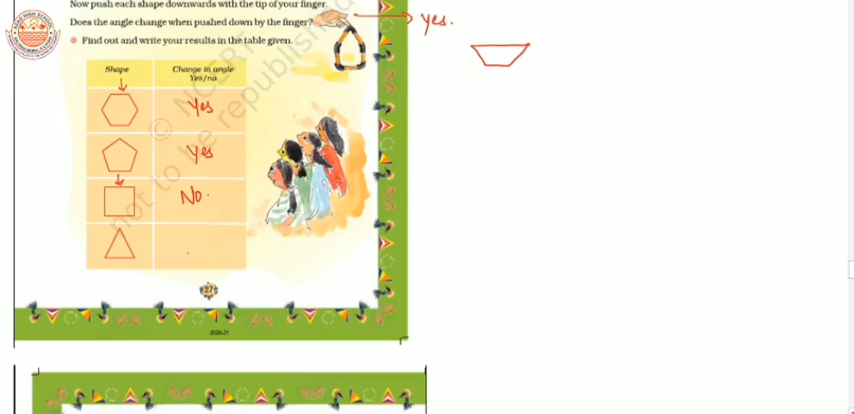 Now push each shape downwards with the tip of your finger.
Does the angle change when pushed down by the finger?
yes.
❉ Find out and write your results in the table given.
Shape
Change in angle
Yes/no
Yes
Yes
No.
© NCERT
not to be republished
27
2020-21